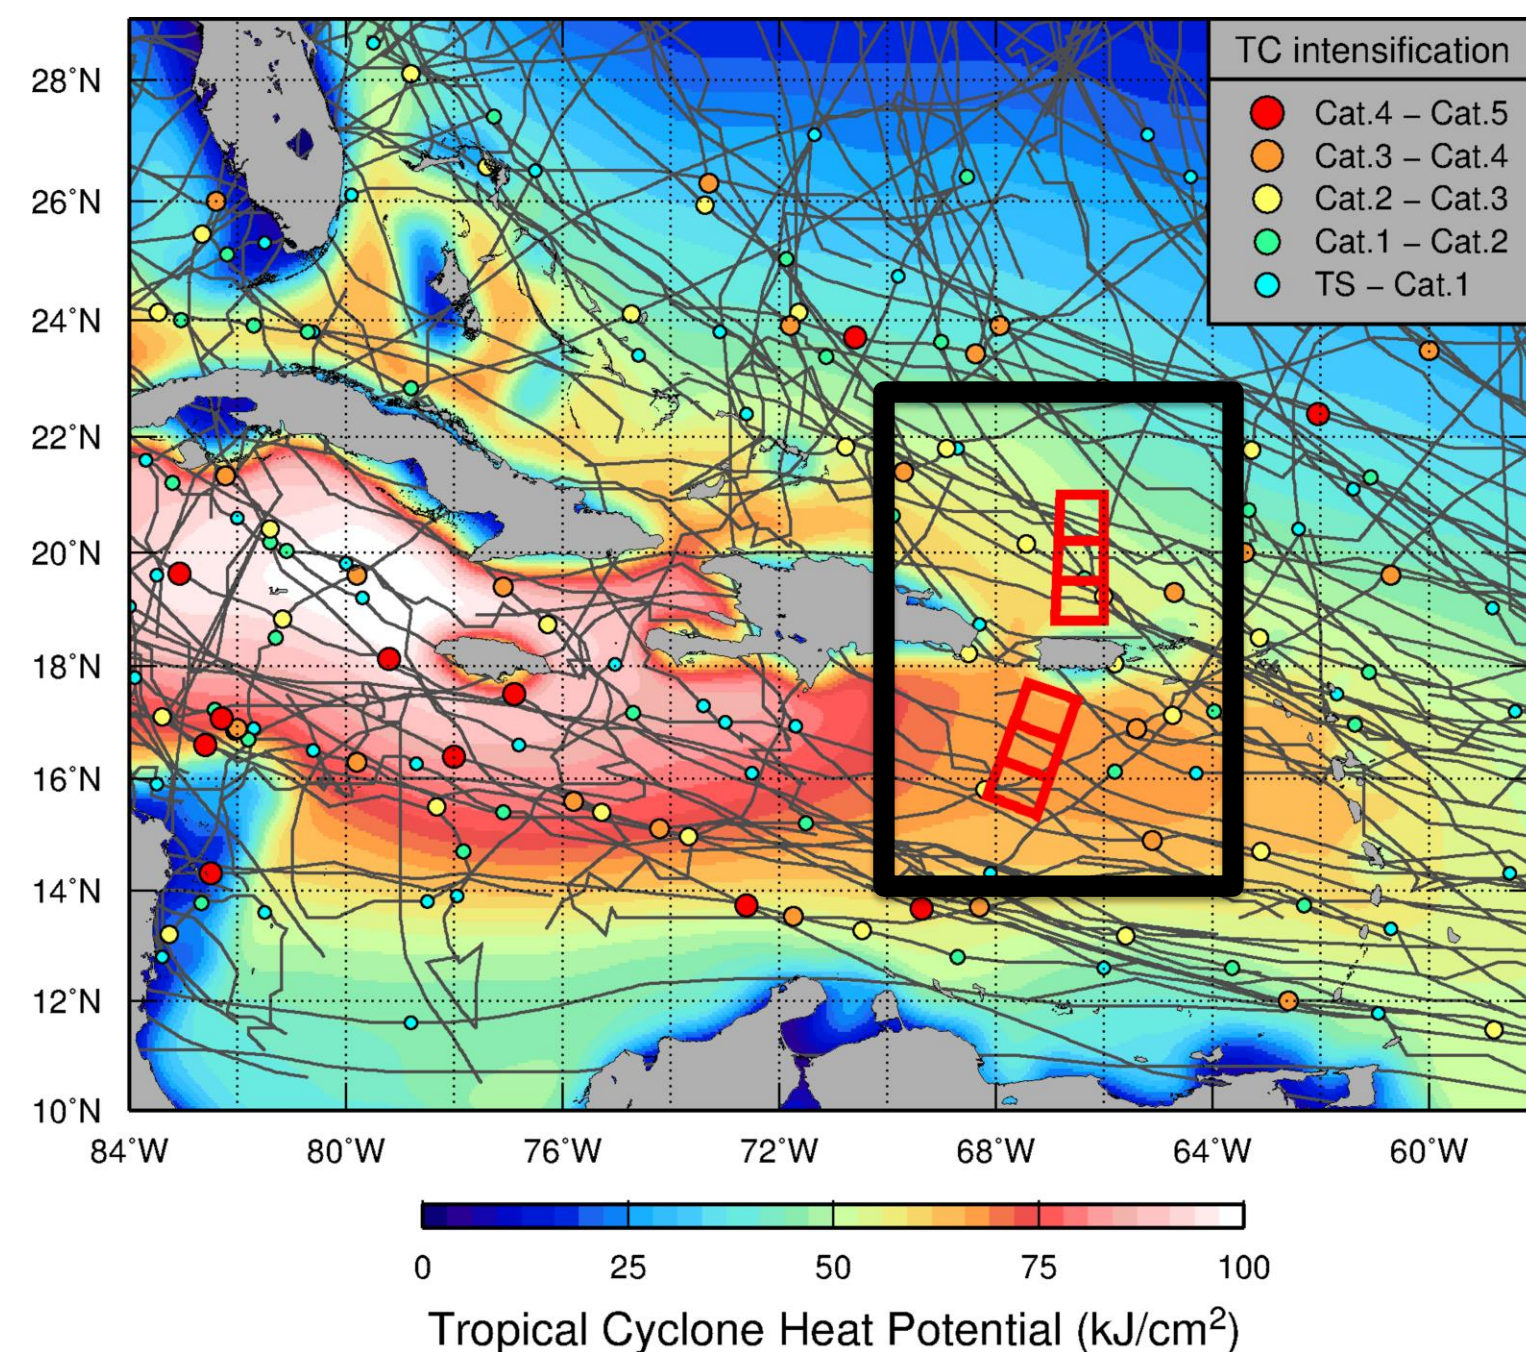 TC intensification
Cat.4 – Cat.5
Cat.3 – Cat.4
Cat.2 – Cat.3
Cat.1 – Cat.2
TS – Cat.1
28°N
26°N
24°N
22°N
20°N
18°N
16°N
14°N
12°N
10°N
84°W 80°W 76°W 72°W 68°W 64°W 60°W
0 25 50 75 100
Tropical Cyclone Heat Potential (kJ/cm²)